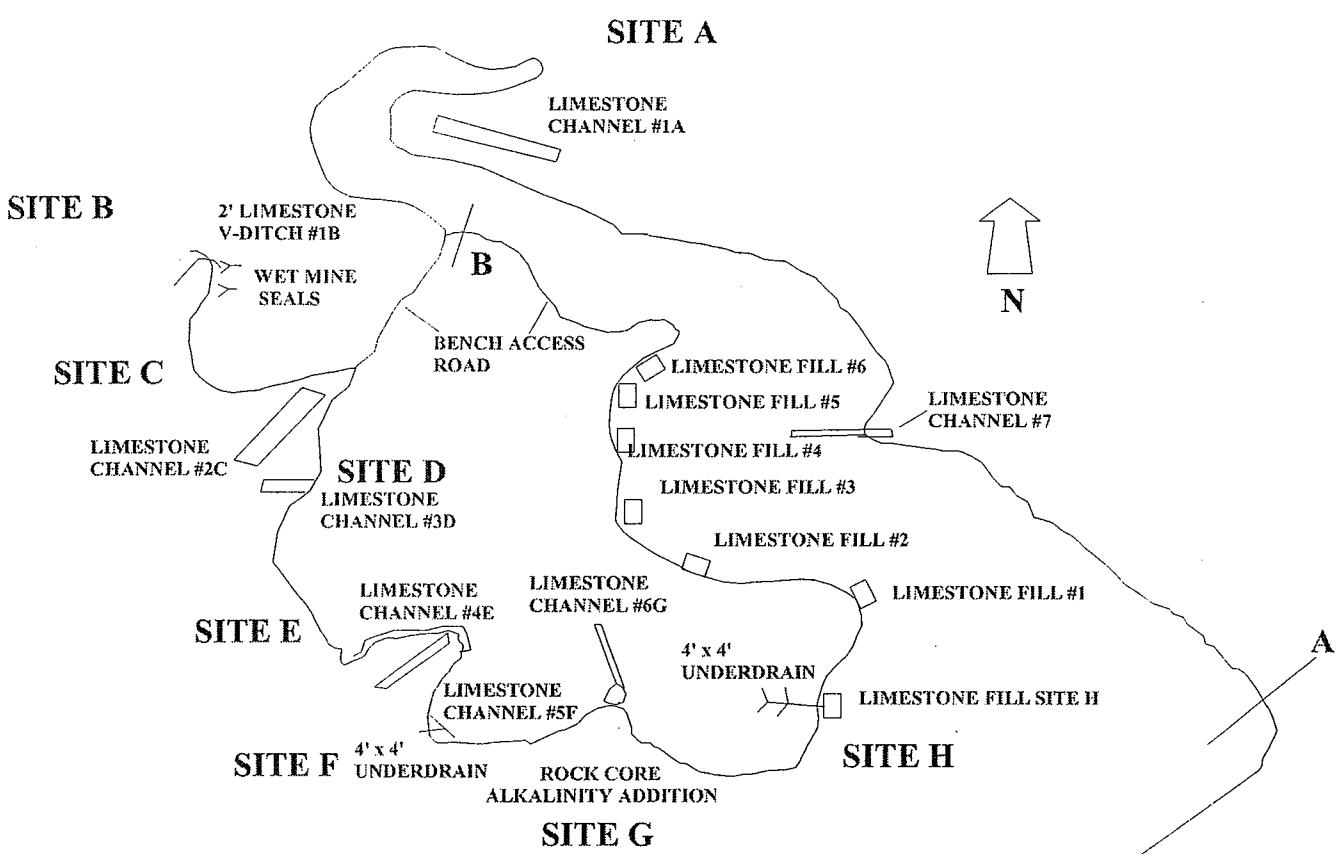 SITE A
LIMESTONE
CHANNEL #1A
SITE B
2' LIMESTONE
V-DITCH #1B
WET MINE
SEALS
B
N
BENCH ACCESS
ROAD
SITE C
LIMESTONE FILL #6
LIMESTONE FILL #5
LIMESTONE
CHANNEL #7
LIMESTONE
CHANNEL #2C
LIMESTONE FILL #4
SITE D
LIMESTONE
CHANNEL #3D
LIMESTONE FILL #3
LIMESTONE FILL #2
LIMESTONE
CHANNEL #4E
LIMESTONE
CHANNEL #6G
LIMESTONE FILL #1
SITE E
4' x 4'
UNDERDRAIN
A
LIMESTONE
CHANNEL #5F
LIMESTONE FILL SITE H
SITE F
4' x 4'
UNDERDRAIN
ROCK CORE
ALKALINITY ADDITION
SITE H
SITE G